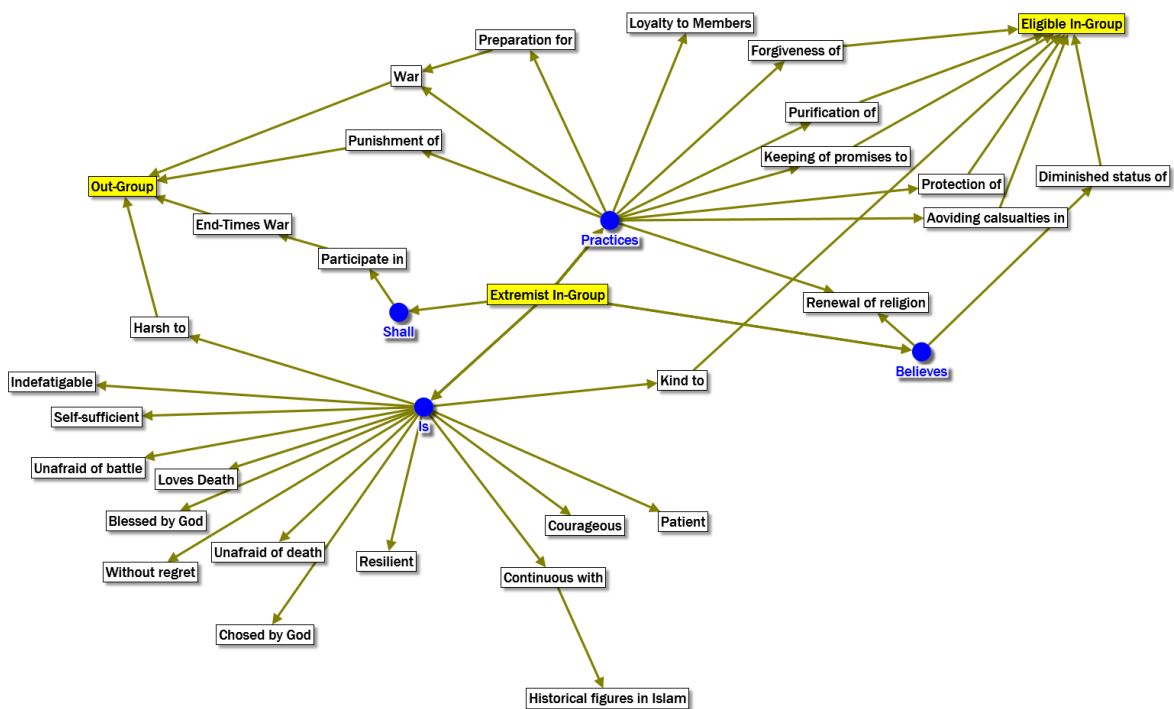 Loyalty to Members
Eligible In-Group
Preparation for
Forgiveness of
War
Purification of
Punishment of
Keeping of promises to
Out-Group
Protection of
Diminished status of
End-Times War
Aoviding calsualties in
Practices
Participate in
Extremist In-Group
Renewal of religion
Harsh to
Shall
Believes
Indefatigable
Kind to
Self-sufficient
Is
Unafraid of battle
Loves Death
Blessed by God
Courageous
Patient
Unafraid of death
Resilient
Without regret
Continuous with
Chosed by God
Historical figures in Islam